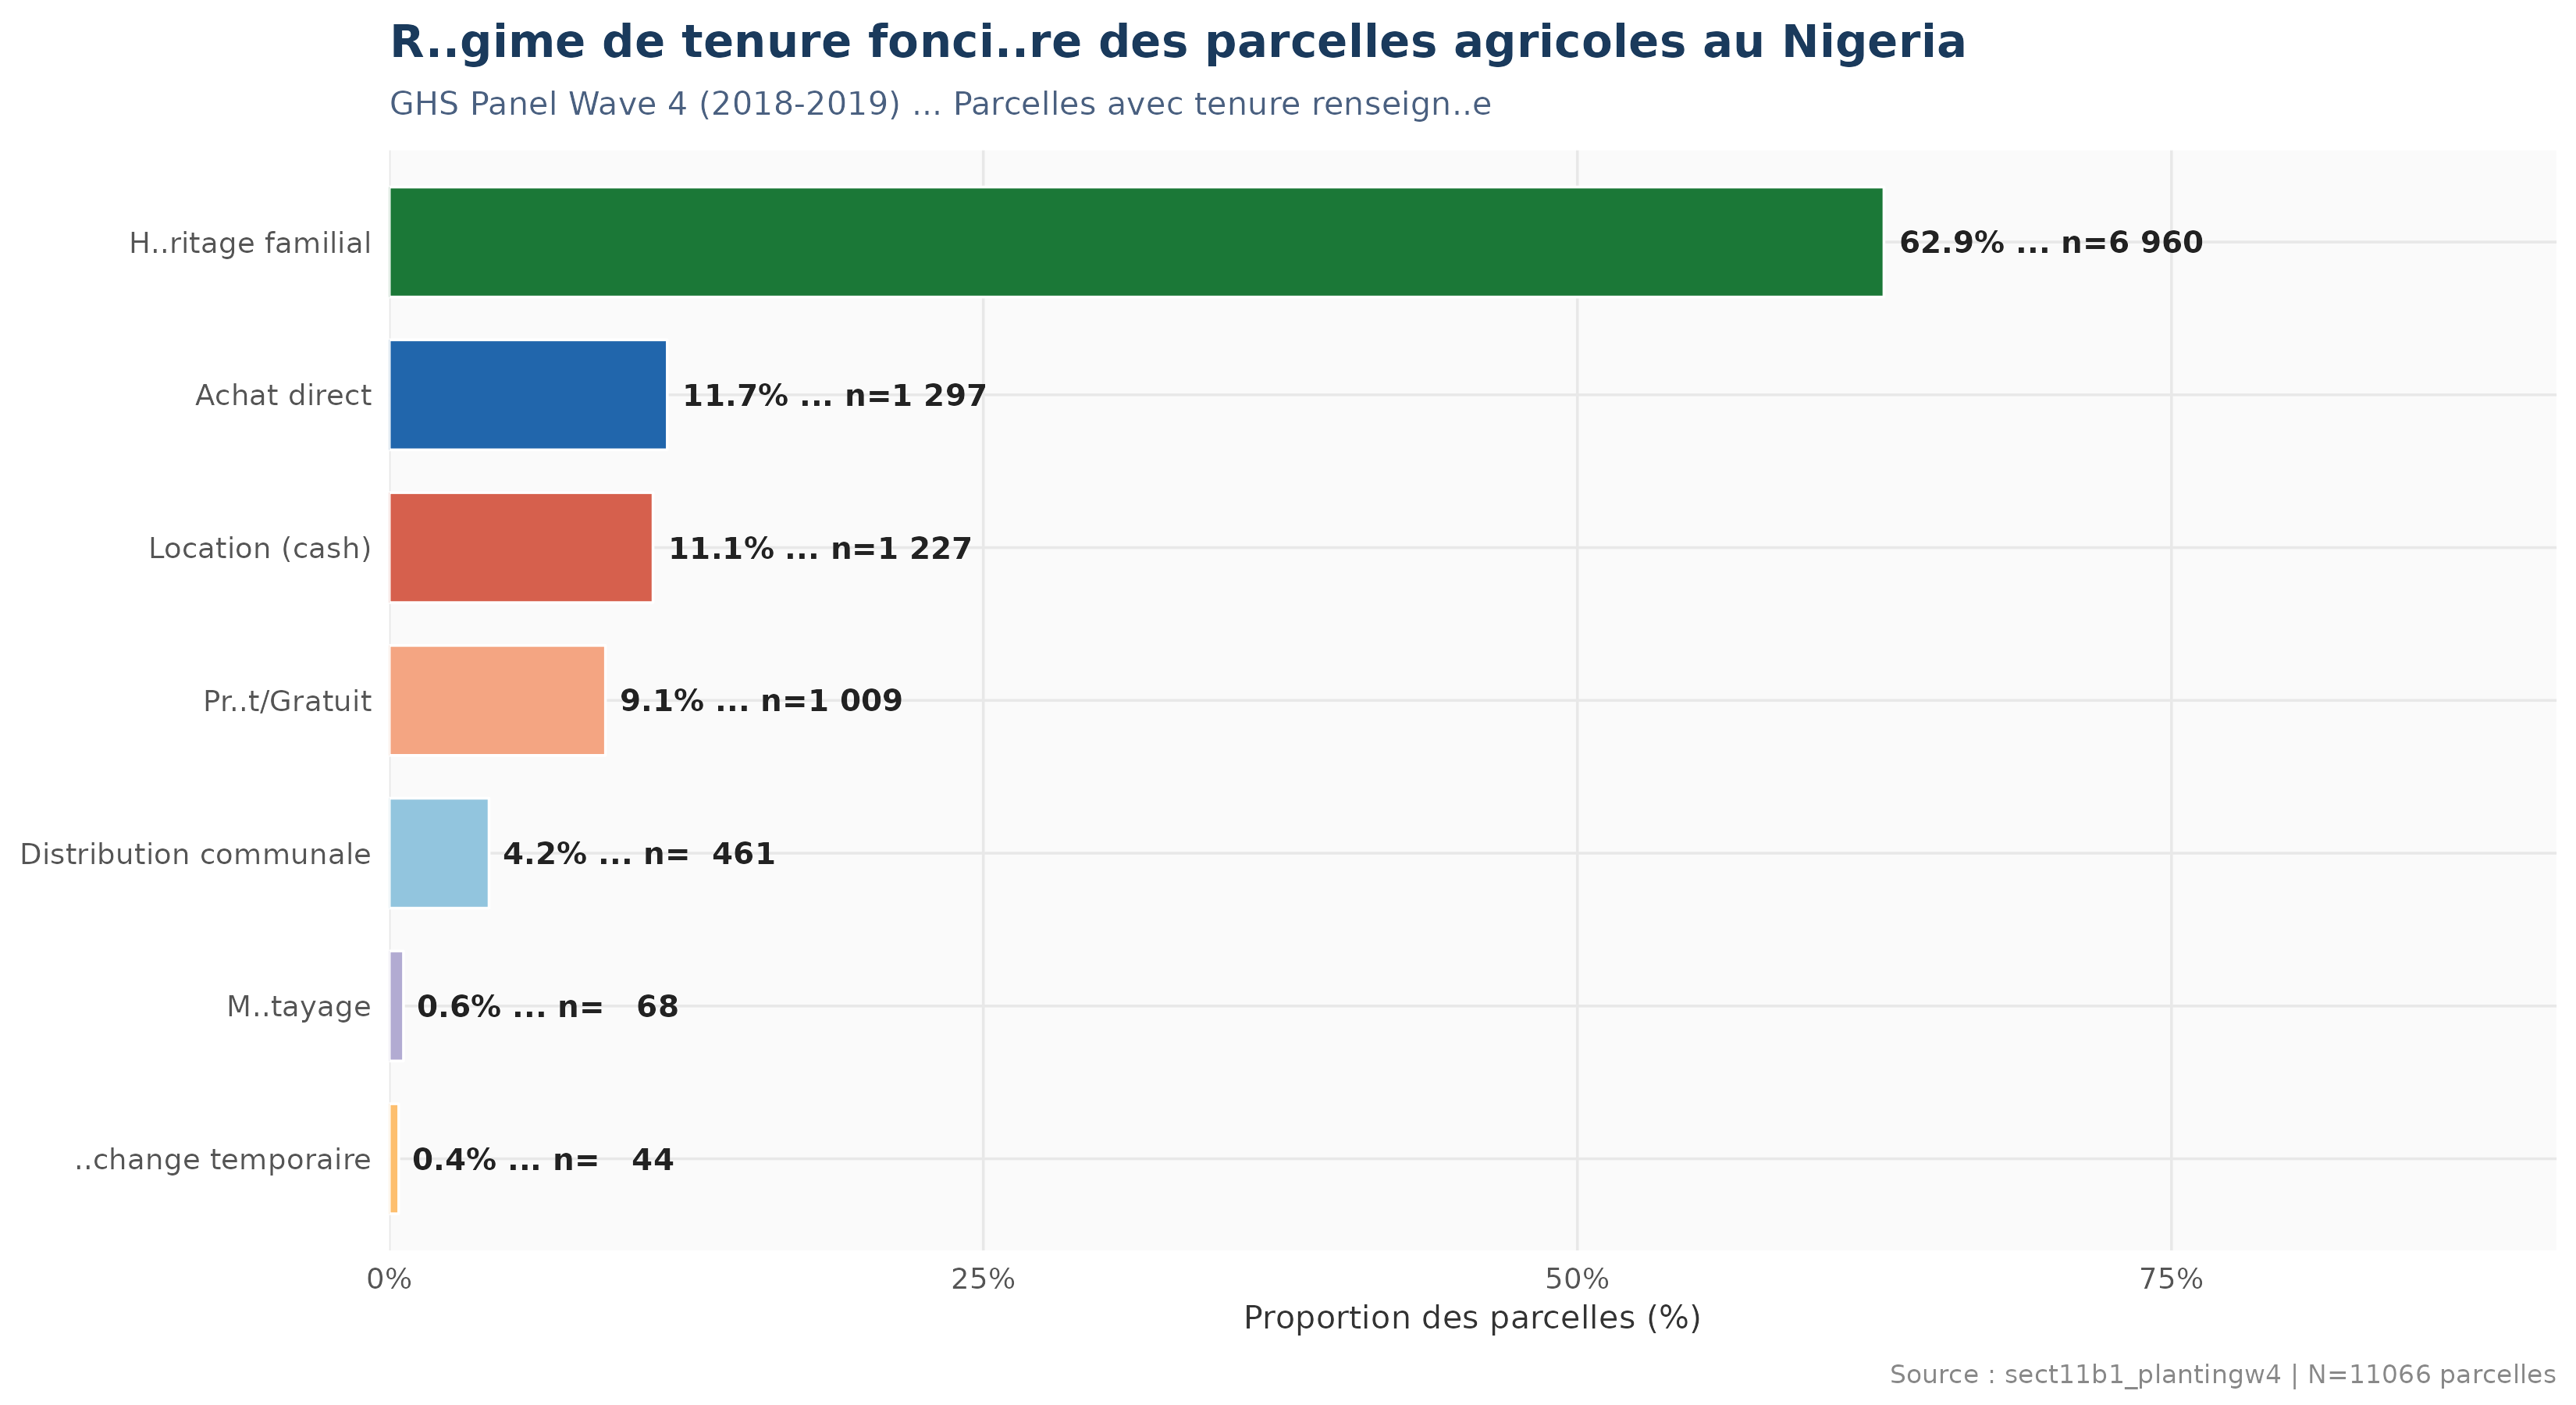 R..gime de tenure fonci..re des parcelles agricoles au Nigeria
GHS Panel Wave 4 (2018-2019) ... Parcelles avec tenure renseign..e
H..ritage familial
62.9% ... n=6 960
Achat direct
11.7% ... n=1 297
Location (cash)
11.1% ... n=1 227
Pr..t/Gratuit
9.1% ... n=1 009
Distribution communale
4.2% ... n=  461
M..tayage
0.6% ... n=   68
..change temporaire
0.4% ... n=   44
0%
25%
50%
75%
Proportion des parcelles (%)
Source : sect11b1_plantingw4 | N=11066 parcelles